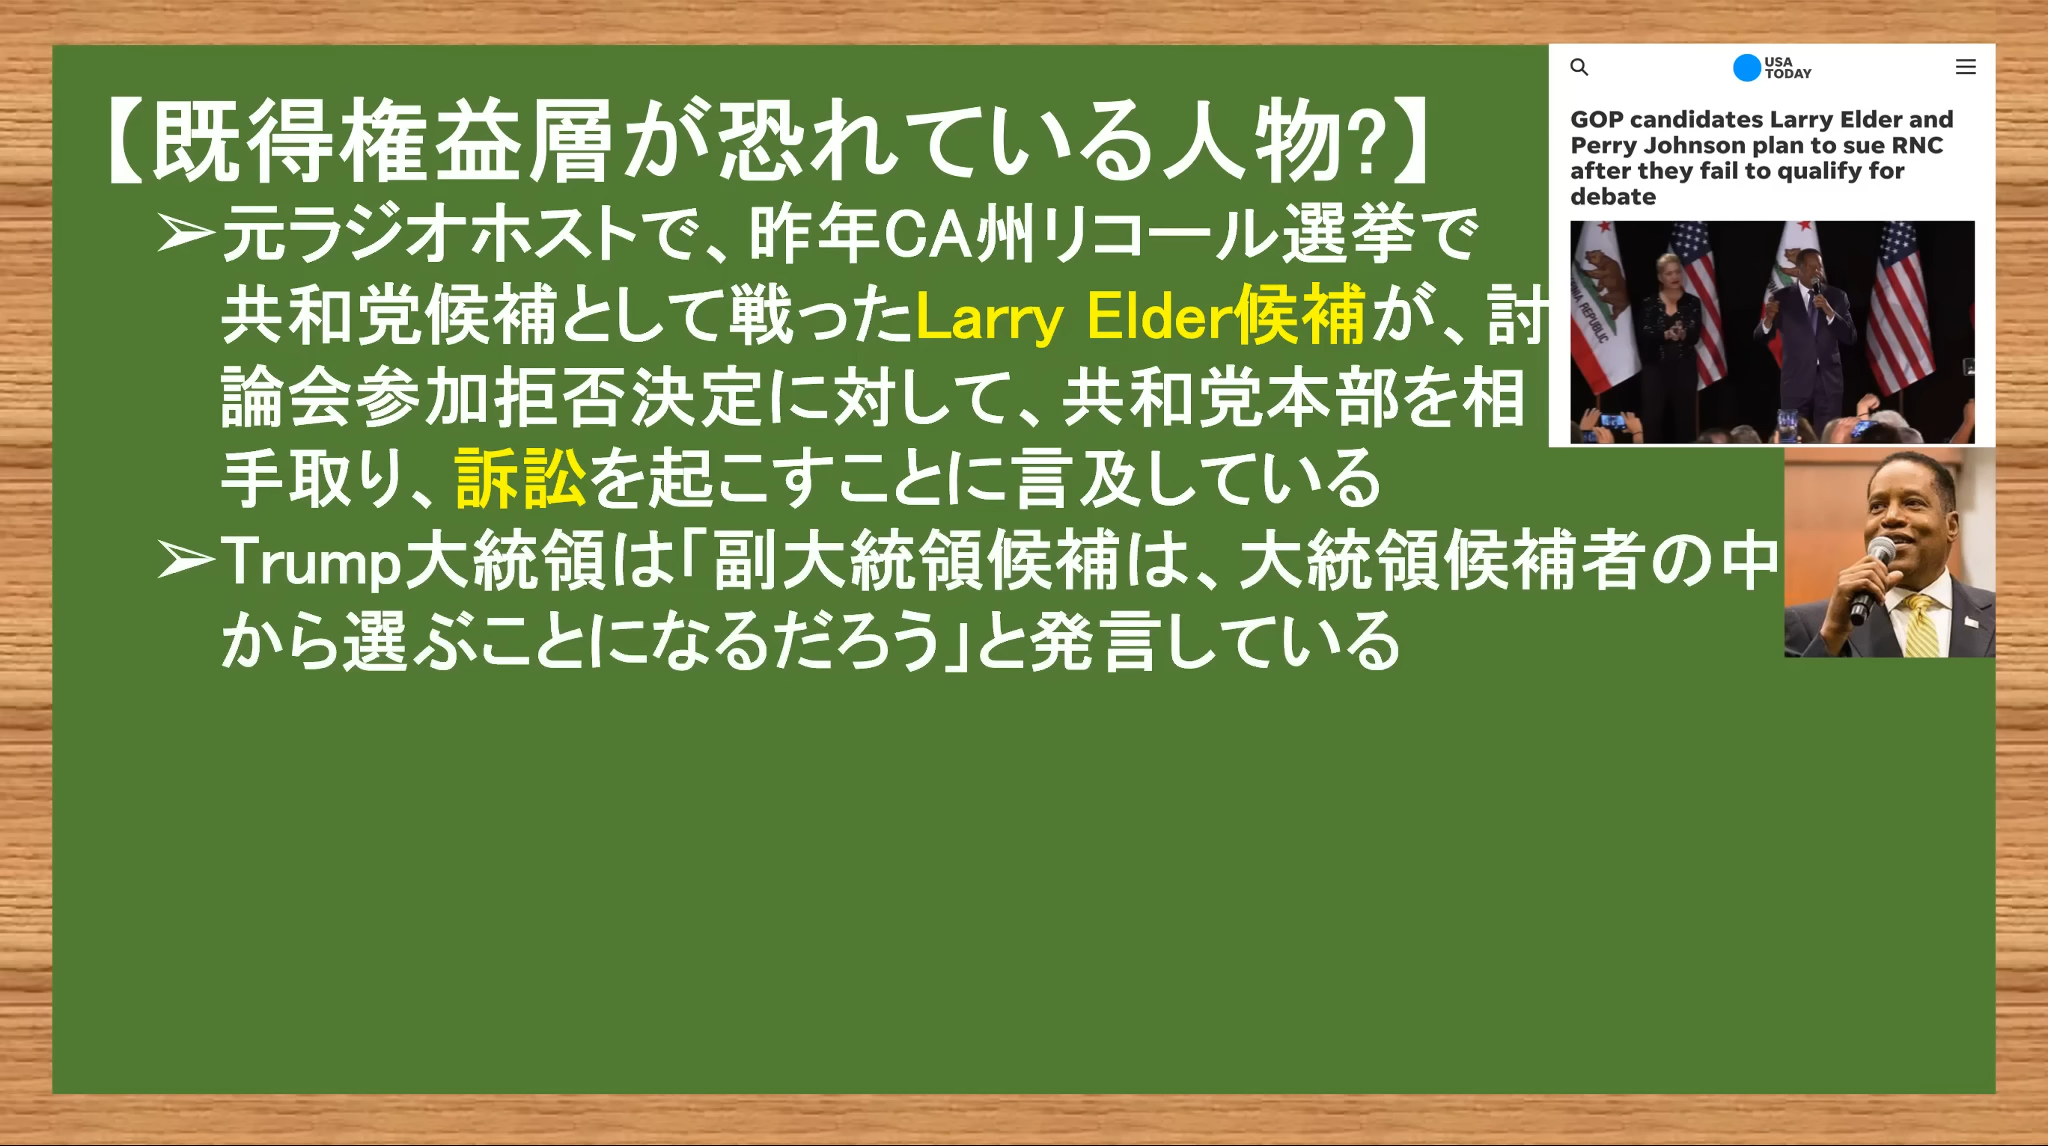 【既得権益層が恐れている人物?】
➢元ラジオホストで、昨年CA州リコール選挙で
共和党候補として戦ったLarry Elder候補が、討
論会参加拒否決定に対して、共和党本部を相
手取り、訴訟を起こすことに言及している
➢Trump大統領は「副大統領候補は、大統領候補者の中
から選ぶことになるだろう」と発言している
USA
TODAY
GOP candidates Larry Elder and
Perry Johnson plan to sue RNC
after they fail to qualify for
debate
REPUBLIC